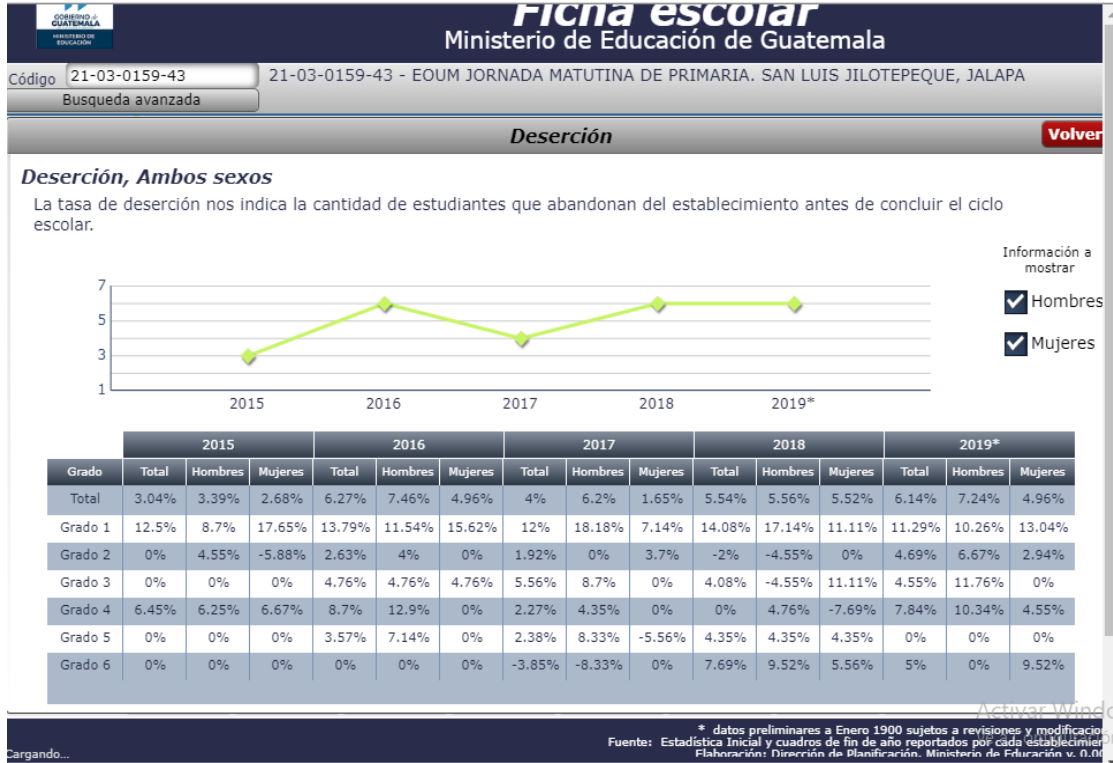 GOBIERNO de
GUATEMALA
MINISTERIO DE
EDUCACIÓN
Ficha escolar
Ministerio de Educación de Guatemala
Código 21-03-0159-43 21-03-0159-43 - EOUM JORNADA MATUTINA DE PRIMARIA. SAN LUIS JILOTEPEQUE, JALAPA
Busqueda avanzada
Deserción Volver
Deserción, Ambos sexos
La tasa de deserción nos indica la cantidad de estudiantes que abandonan del establecimiento antes de concluir el ciclo
escolar.
Información a
mostrar
Hombres
Mujeres
7
5
3
1
2015 2016 2017 2018 2019*
2015 2016 2017 2018 2019*
Grado Total Hombres Mujeres Total Hombres Mujeres Total Hombres Mujeres Total Hombres Mujeres Total Hombres Mujeres
Total 3.04% 3.39% 2.68% 6.27% 7.46% 4.96% 4% 6.2% 1.65% 5.54% 5.56% 5.52% 6.14% 7.24% 4.96%
Grado 1 12.5% 8.7% 17.65% 13.79% 11.54% 15.62% 12% 18.18% 7.14% 14.08% 17.14% 11.11% 11.29% 10.26% 13.04%
Grado 2 0% 4.55% -5.88% 2.63% 4% 0% 1.92% 0% 3.7% -2% -4.55% 0% 4.69% 6.67% 2.94%
Grado 3 0% 0% 0% 4.76% 4.76% 4.76% 5.56% 8.7% 0% 4.08% -4.55% 11.11% 4.55% 11.76% 0%
Grado 4 6.45% 6.25% 6.67% 8.7% 12.9% 0% 2.27% 4.35% 0% 0% 4.76% -7.69% 7.84% 10.34% 4.55%
Grado 5 0% 0% 0% 3.57% 7.14% 0% 2.38% 8.33% -5.56% 4.35% 4.35% 4.35% 0% 0% 0%
Grado 6 0% 0% 0% 0% 0% 0% -3.85% -8.33% 0% 7.69% 9.52% 5.56% 5% 0% 9.52%
Activar Windo
* datos preliminares a Enero 1900 sujetos a revisiones y modificacion
Fuente: Estadística Inicial y cuadros de fin de año reportados por cada establecimien
Cargando...
Elaboración: Dirección de Planificación. Ministerio de Educación v. 0.00